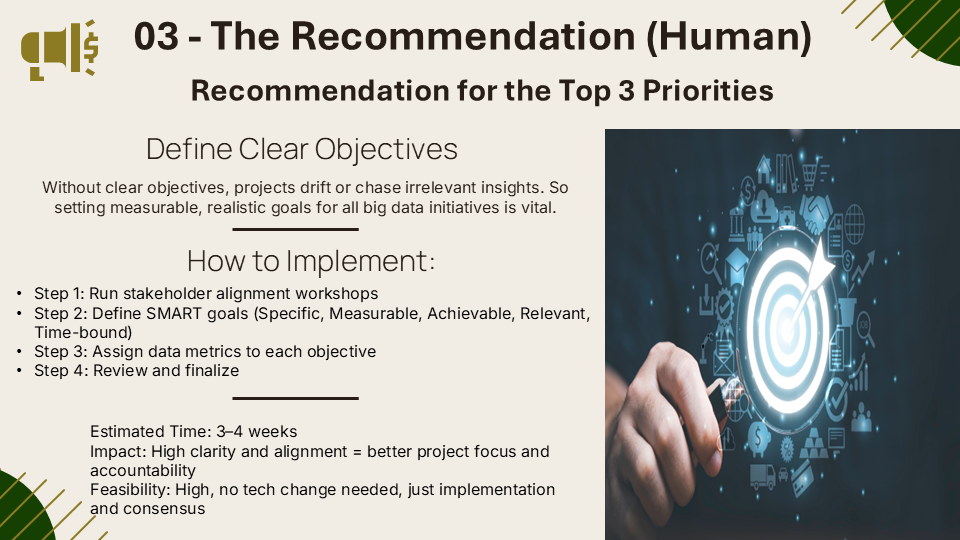 03 - The Recommendation (Human)
Recommendation for the Top 3 Priorities
Define Clear Objectives
Without clear objectives, projects drift or chase irrelevant insights. So
setting measurable, realistic goals for all big data initiatives is vital.
How to Implement:
• Step 1: Run stakeholder alignment workshops
• Step 2: Define SMART goals (Specific, Measurable, Achievable, Relevant,
Time-bound)
• Step 3: Assign data metrics to each objective
• Step 4: Review and finalize
Estimated Time: 3–4 weeks
Impact: High clarity and alignment = better project focus and
accountability
Feasibility: High, no tech change needed, just implementation
and consensus